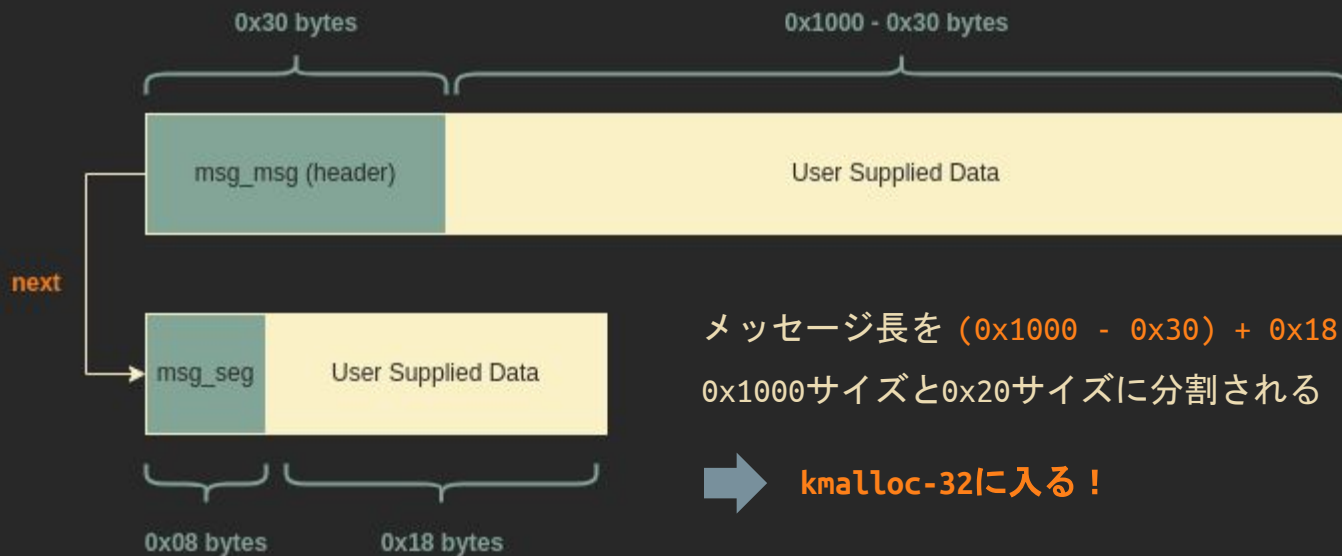 0x30 bytes
0x1000 - 0x30 bytes
msg_msg (header)
User Supplied Data
next
msg_seg
User Supplied Data
メッセージ長を (0x1000 - 0x30) + 0x18
0x1000サイズと0x20サイズに分割される
kmalloc-32に入る！
0x08 bytes
0x18 bytes